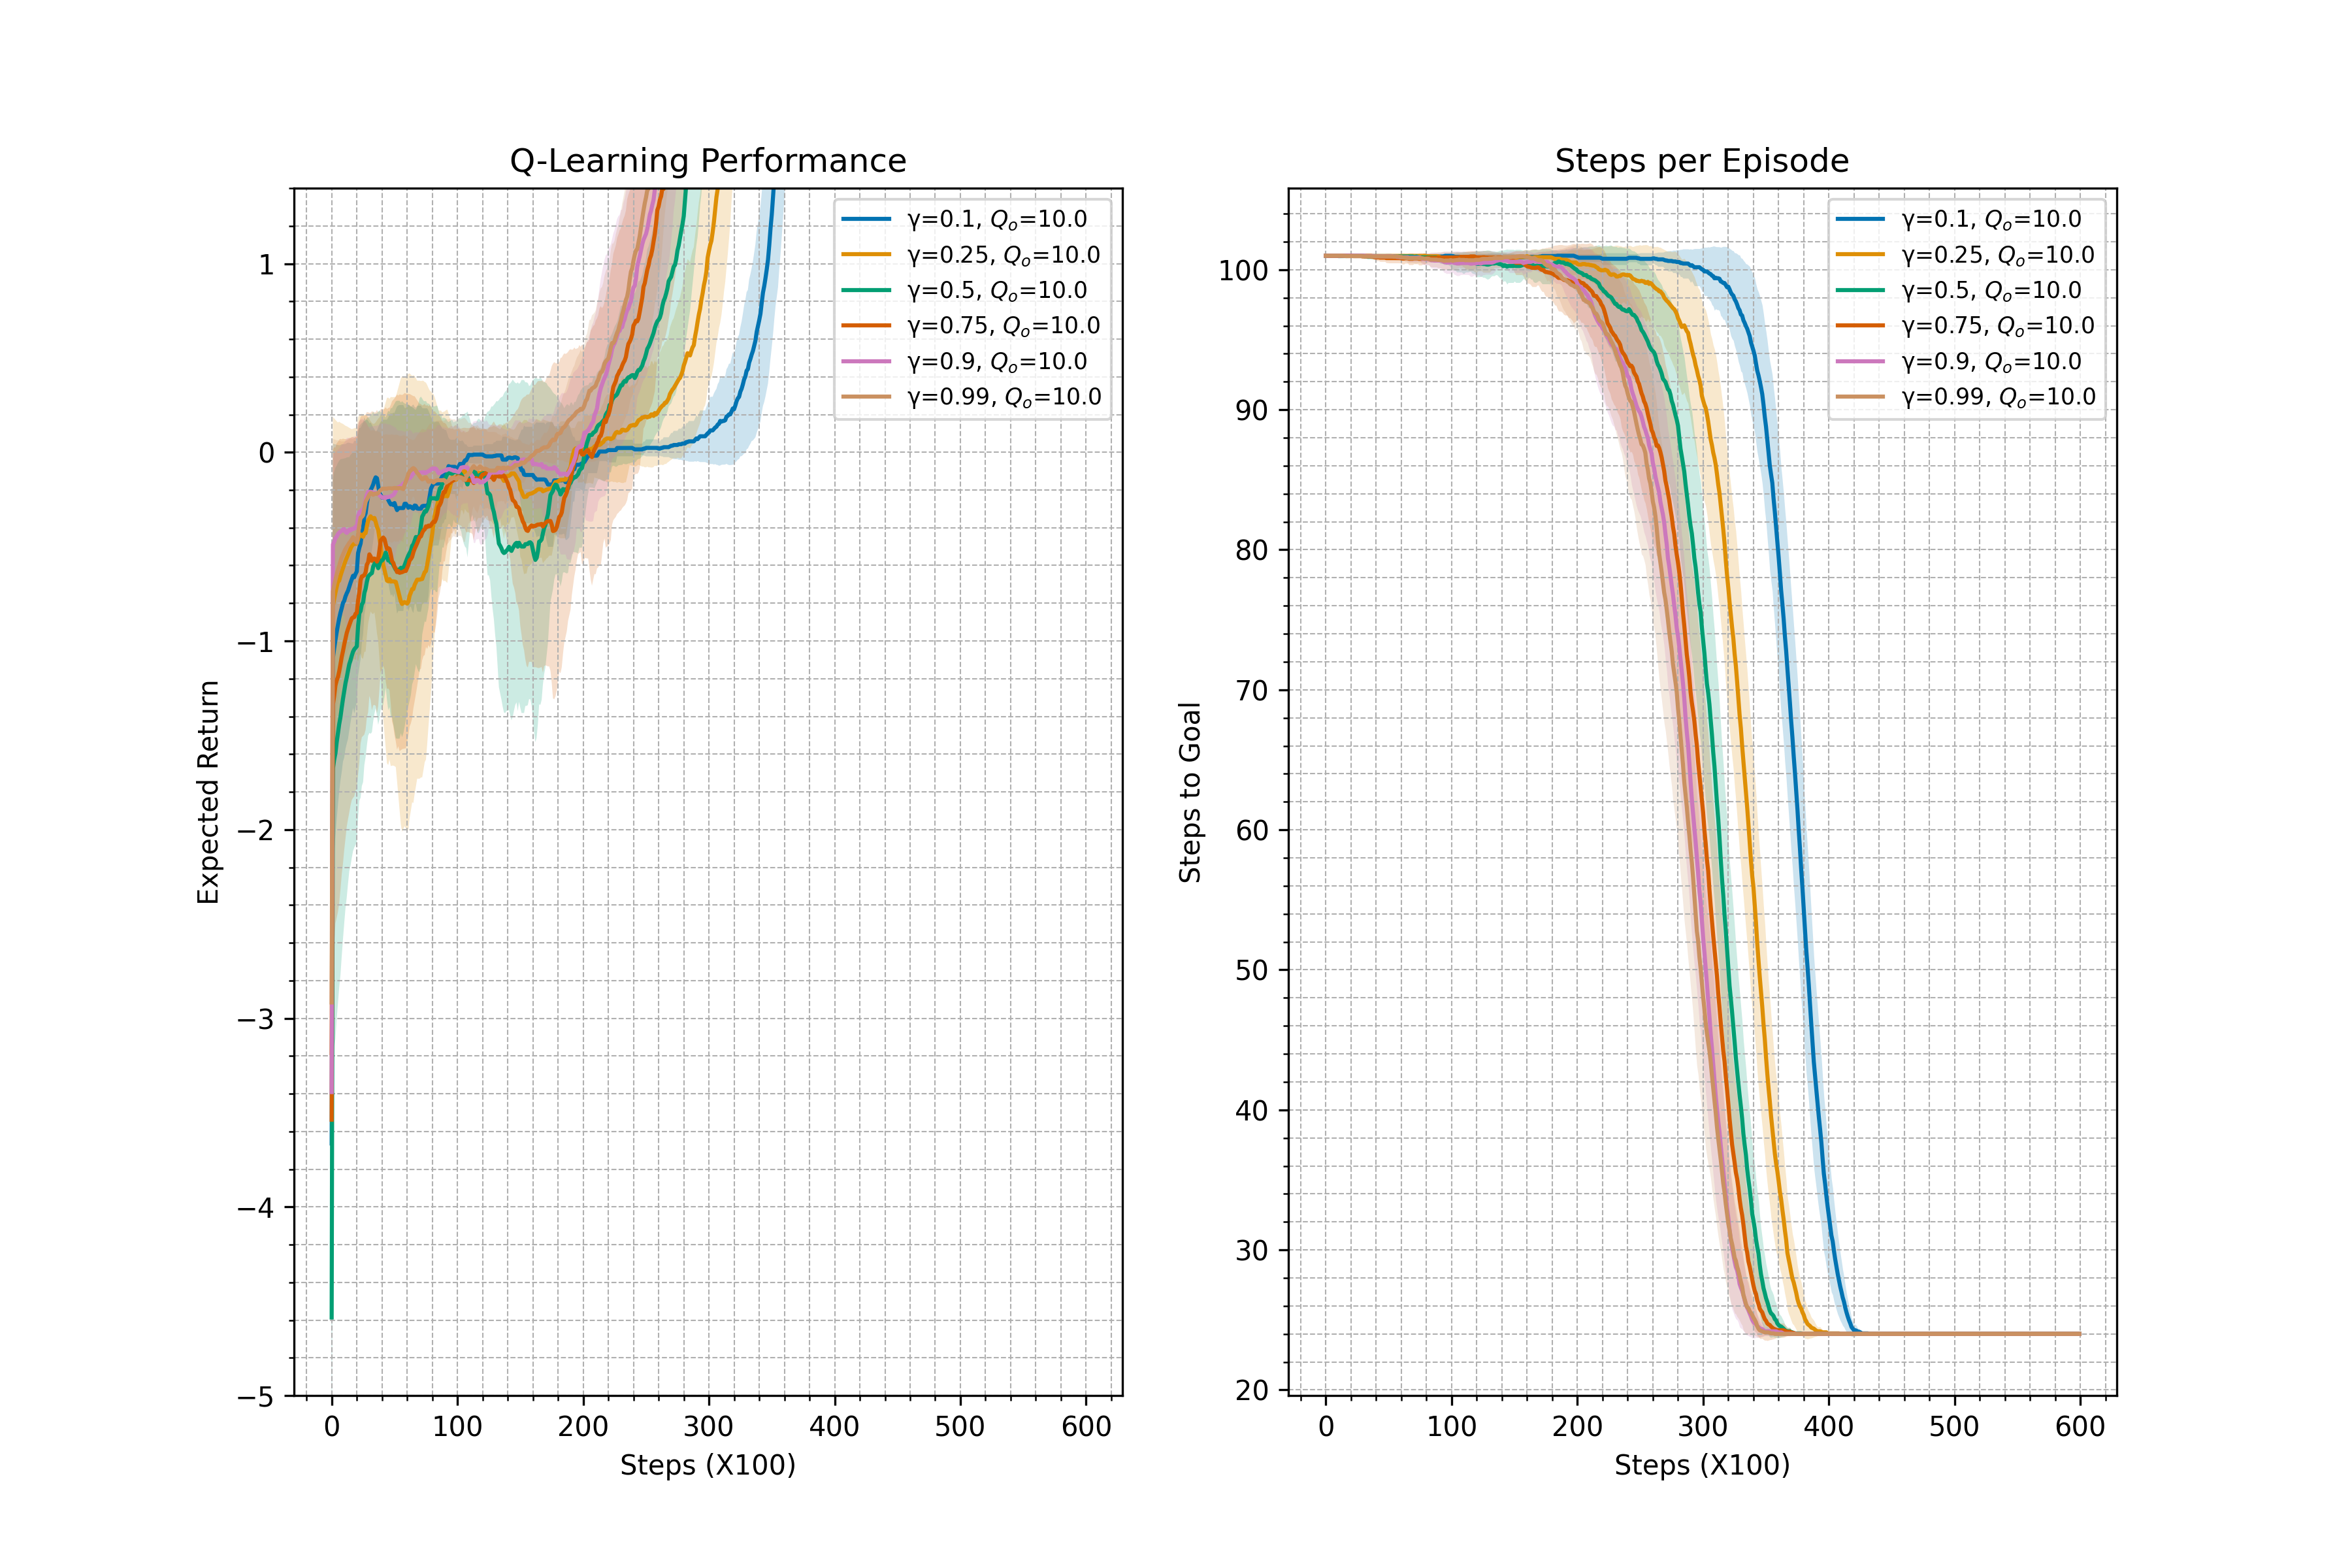 Q-Learning Performance
Expected Return
1
0
−1
−2
−3
−4
−5
0 100 200 300 400 500 600
Steps (X100)
γ=0.1, Qₒ=10.0
γ=0.25, Qₒ=10.0
γ=0.5, Qₒ=10.0
γ=0.75, Qₒ=10.0
γ=0.9, Qₒ=10.0
γ=0.99, Qₒ=10.0
Steps per Episode
Steps to Goal
100
90
80
70
60
50
40
30
20
0 100 200 300 400 500 600
Steps (X100)
γ=0.1, Qₒ=10.0
γ=0.25, Qₒ=10.0
γ=0.5, Qₒ=10.0
γ=0.75, Qₒ=10.0
γ=0.9, Qₒ=10.0
γ=0.99, Qₒ=10.0